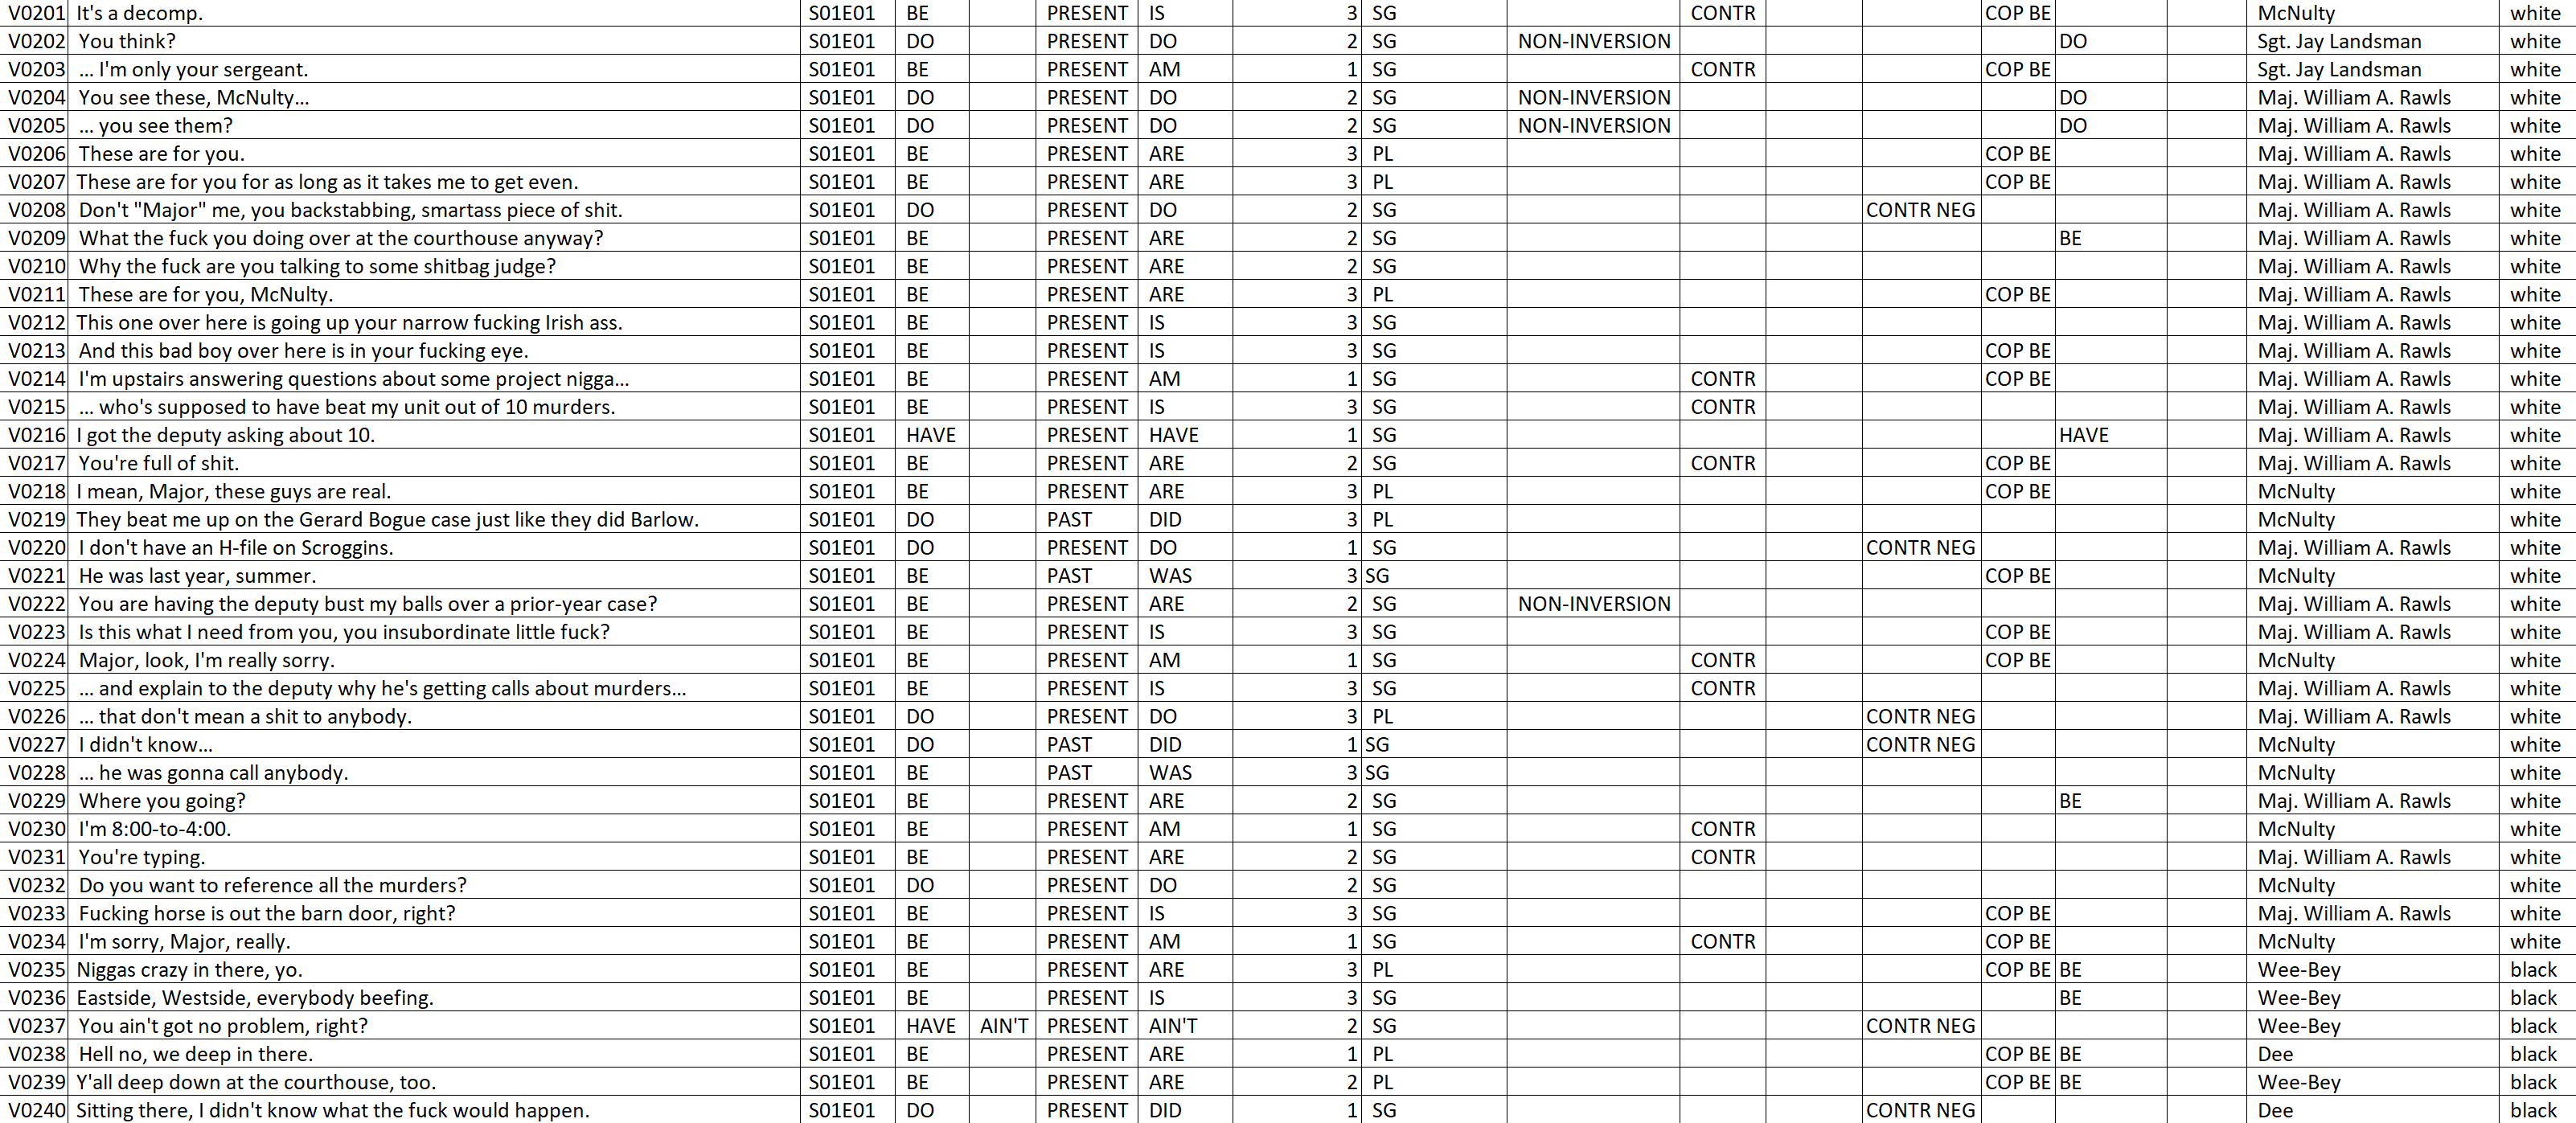 V0201 It's a decomp. S01E01 BE PRESENT IS 3 SG CONTR COP BE McNulty white
V0202 You think? S01E01 DO PRESENT DO 2 SG NON-INVERSION DO Sgt. Jay Landsman white
V0203 ... I'm only your sergeant. S01E01 BE PRESENT AM 1 SG CONTR COP BE Sgt. Jay Landsman white
V0204 You see these, McNulty... S01E01 DO PRESENT DO 2 SG NON-INVERSION DO Maj. William A. Rawls white
V0205 ... you see them? S01E01 DO PRESENT DO 2 SG NON-INVERSION DO Maj. William A. Rawls white
V0206 These are for you. S01E01 BE PRESENT ARE 3 PL COP BE Maj. William A. Rawls white
V0207 These are for you for as long as it takes me to get even. S01E01 BE PRESENT ARE 3 PL COP BE Maj. William A. Rawls white
V0208 Don't "Major" me, you backstabbing, smartass piece of shit. S01E01 DO PRESENT DO 2 SG CONTR NEG Maj. William A. Rawls white
V0209 What the fuck you doing over at the courthouse anyway? S01E01 BE PRESENT ARE 2 SG BE Maj. William A. Rawls white
V0210 Why the fuck are you talking to some shitbag judge? S01E01 BE PRESENT ARE 2 SG Maj. William A. Rawls white
V0211 These are for you, McNulty. S01E01 BE PRESENT ARE 3 PL COP BE Maj. William A. Rawls white
V0212 This one over here is going up your narrow fucking Irish ass. S01E01 BE PRESENT IS 3 SG Maj. William A. Rawls white
V0213 And this bad boy over here is in your fucking eye. S01E01 BE PRESENT IS 3 SG COP BE Maj. William A. Rawls white
V0214 I'm upstairs answering questions about some project nigga... S01E01 BE PRESENT AM 1 SG CONTR COP BE Maj. William A. Rawls white
V0215 ... who's supposed to have beat my unit out of 10 murders. S01E01 BE PRESENT IS 3 SG CONTR Maj. William A. Rawls white
V0216 I got the deputy asking about 10. S01E01 HAVE PRESENT HAVE 1 SG HAVE Maj. William A. Rawls white
V0217 You're full of shit. S01E01 BE PRESENT ARE 2 SG CONTR COP BE Maj. William A. Rawls white
V0218 I mean, Major, these guys are real. S01E01 BE PRESENT ARE 3 PL COP BE McNulty white
V0219 They beat me up on the Gerard Bogue case just like they did Barlow. S01E01 DO PAST DID 3 PL McNulty white
V0220 I don't have an H-file on Scroggins. S01E01 DO PRESENT DO 1 SG CONTR NEG Maj. William A. Rawls white
V0221 He was last year, summer. S01E01 BE PAST WAS 3 SG COP BE McNulty white
V0222 You are having the deputy bust my balls over a prior-year case? S01E01 BE PRESENT ARE 2 SG NON-INVERSION Maj. William A. Rawls white
V0223 Is this what I need from you, you insubordinate little fuck? S01E01 BE PRESENT IS 3 SG COP BE Maj. William A. Rawls white
V0224 Major, look, I'm really sorry. S01E01 BE PRESENT AM 1 SG CONTR COP BE McNulty white
V0225 ... and explain to the deputy why he's getting calls about murders... S01E01 BE PRESENT IS 3 SG CONTR Maj. William A. Rawls white
V0226 ... that don't mean a shit to anybody. S01E01 DO PRESENT DO 3 PL CONTR NEG Maj. William A. Rawls white
V0227 I didn't know... S01E01 DO PAST DID 1 SG CONTR NEG McNulty white
V0228 ... he was gonna call anybody. S01E01 BE PAST WAS 3 SG McNulty white
V0229 Where you going? S01E01 BE PRESENT ARE 2 SG BE Maj. William A. Rawls white
V0230 I'm 8:00-to-4:00. S01E01 BE PRESENT AM 1 SG CONTR McNulty white
V0231 You're typing. S01E01 BE PRESENT ARE 2 SG CONTR Maj. William A. Rawls white
V0232 Do you want to reference all the murders? S01E01 DO PRESENT DO 2 SG McNulty white
V0233 Fucking horse is out the barn door, right? S01E01 BE PRESENT IS 3 SG COP BE Maj. William A. Rawls white
V0234 I'm sorry, Major, really. S01E01 BE PRESENT AM 1 SG CONTR COP BE McNulty white
V0235 Niggas crazy in there, yo. S01E01 BE PRESENT ARE 3 PL COP BE BE Wee-Bey black
V0236 Eastside, Westside, everybody beefing. S01E01 BE PRESENT IS 3 SG BE Wee-Bey black
V0237 You ain't got no problem, right? S01E01 HAVE AIN'T PRESENT AIN'T 2 SG CONTR NEG Wee-Bey black
V0238 Hell no, we deep in there. S01E01 BE PRESENT ARE 1 PL COP BE BE Dee black
V0239 Y'all deep down at the courthouse, too. S01E01 BE PRESENT ARE 2 PL COP BE BE Wee-Bey black
V0240 Sitting there, I didn't know what the fuck would happen. S01E01 DO PRESENT DID 1 SG CONTR NEG Dee black